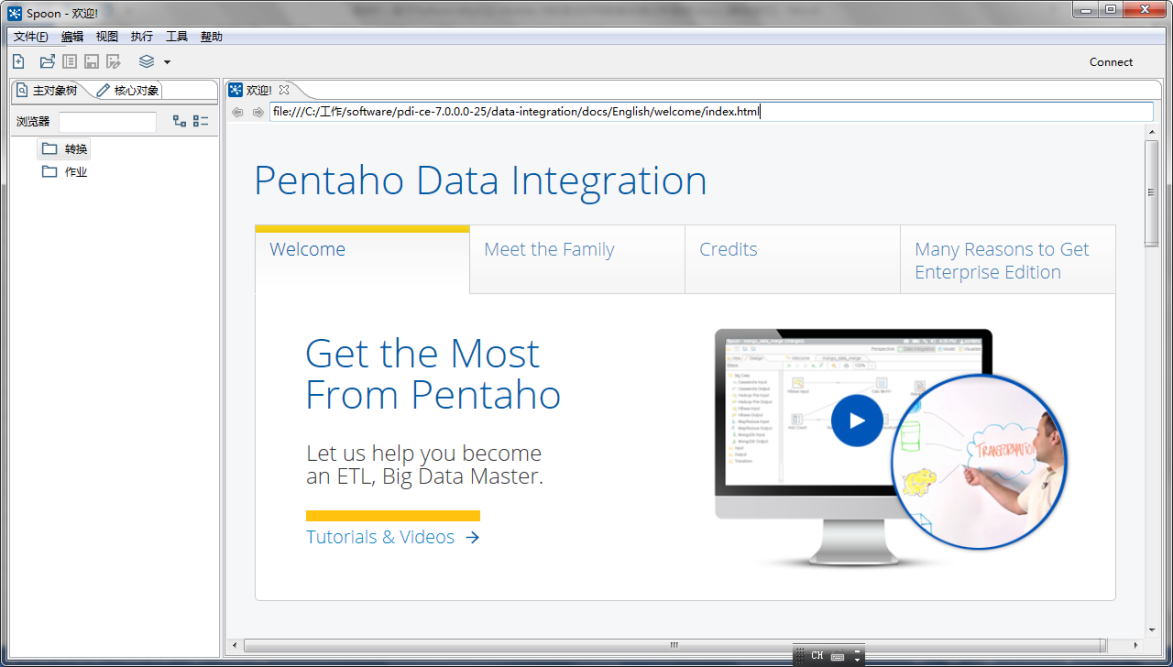 Spoon - 欢迎!
文件(F) 编辑 视图 执行 工具 帮助
Connect
主对象树 核心对象
欢迎!
浏览器
file:///C:/工作/software/pdi-ce-7.0.0.0-25/data-integration/docs/English/welcome/index.html
转换
作业
Pentaho Data Integration
Welcome
Meet the Family
Credits
Many Reasons to Get
Enterprise Edition
Get the Most
From Pentaho
Let us help you become
an ETL, Big Data Master.
Tutorials & Videos →
TRANSFORMATION
CH